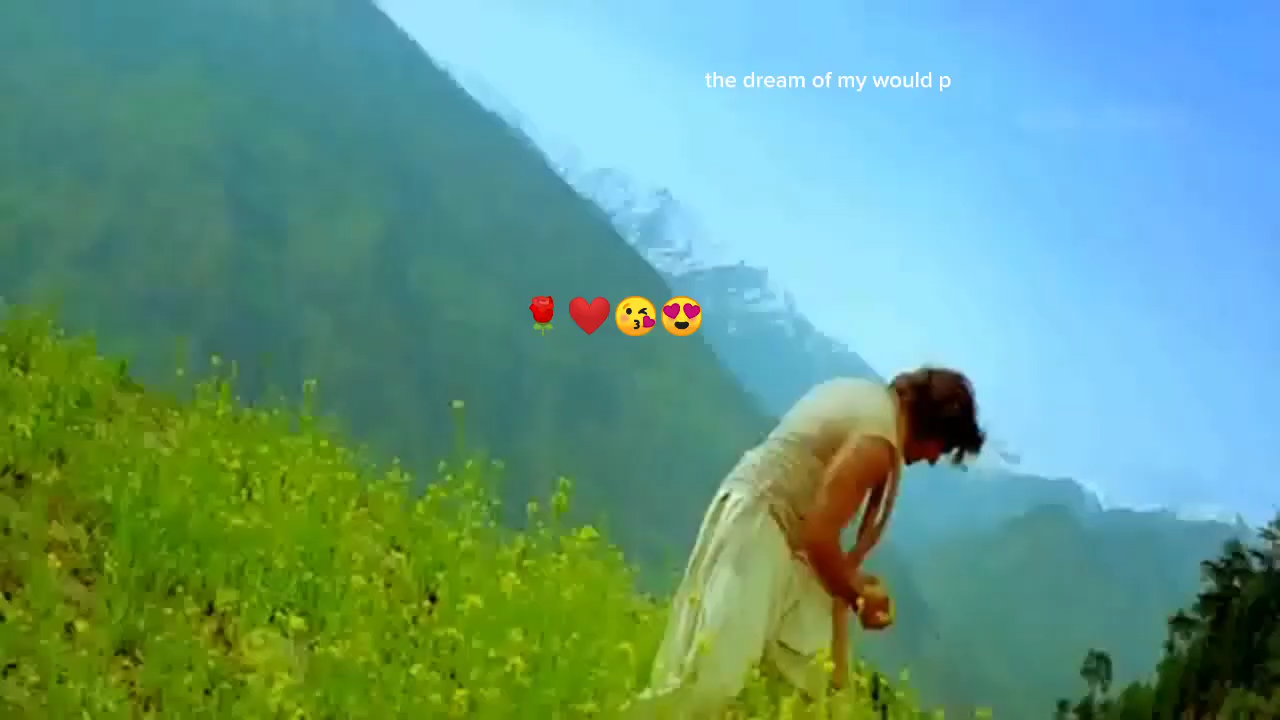 the dream of my would p
🌹❤️😘😍